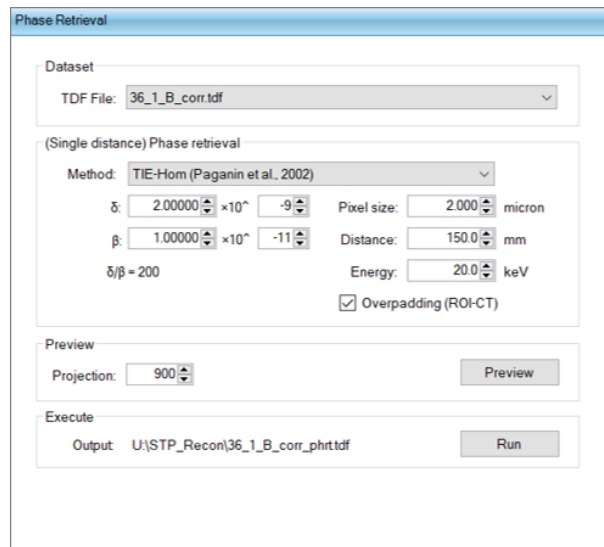 Phase Retrieval
Dataset
TDF File: 36_1_B_corr.tdf
(Single distance) Phase retrieval
Method: TIE-Hom (Paganin et al., 2002)
δ: 2.00000 ×10^ -9 Pixel size: 2.000 micron
β: 1.00000 ×10^ -11 Distance: 150.0 mm
δ/β = 200 Energy: 20.0 keV
Overpadding (ROI-CT)
Preview
Projection: 900 Preview
Execute
Output: U:\STP_Recon\36_1_B_corr_phrt.tdf Run